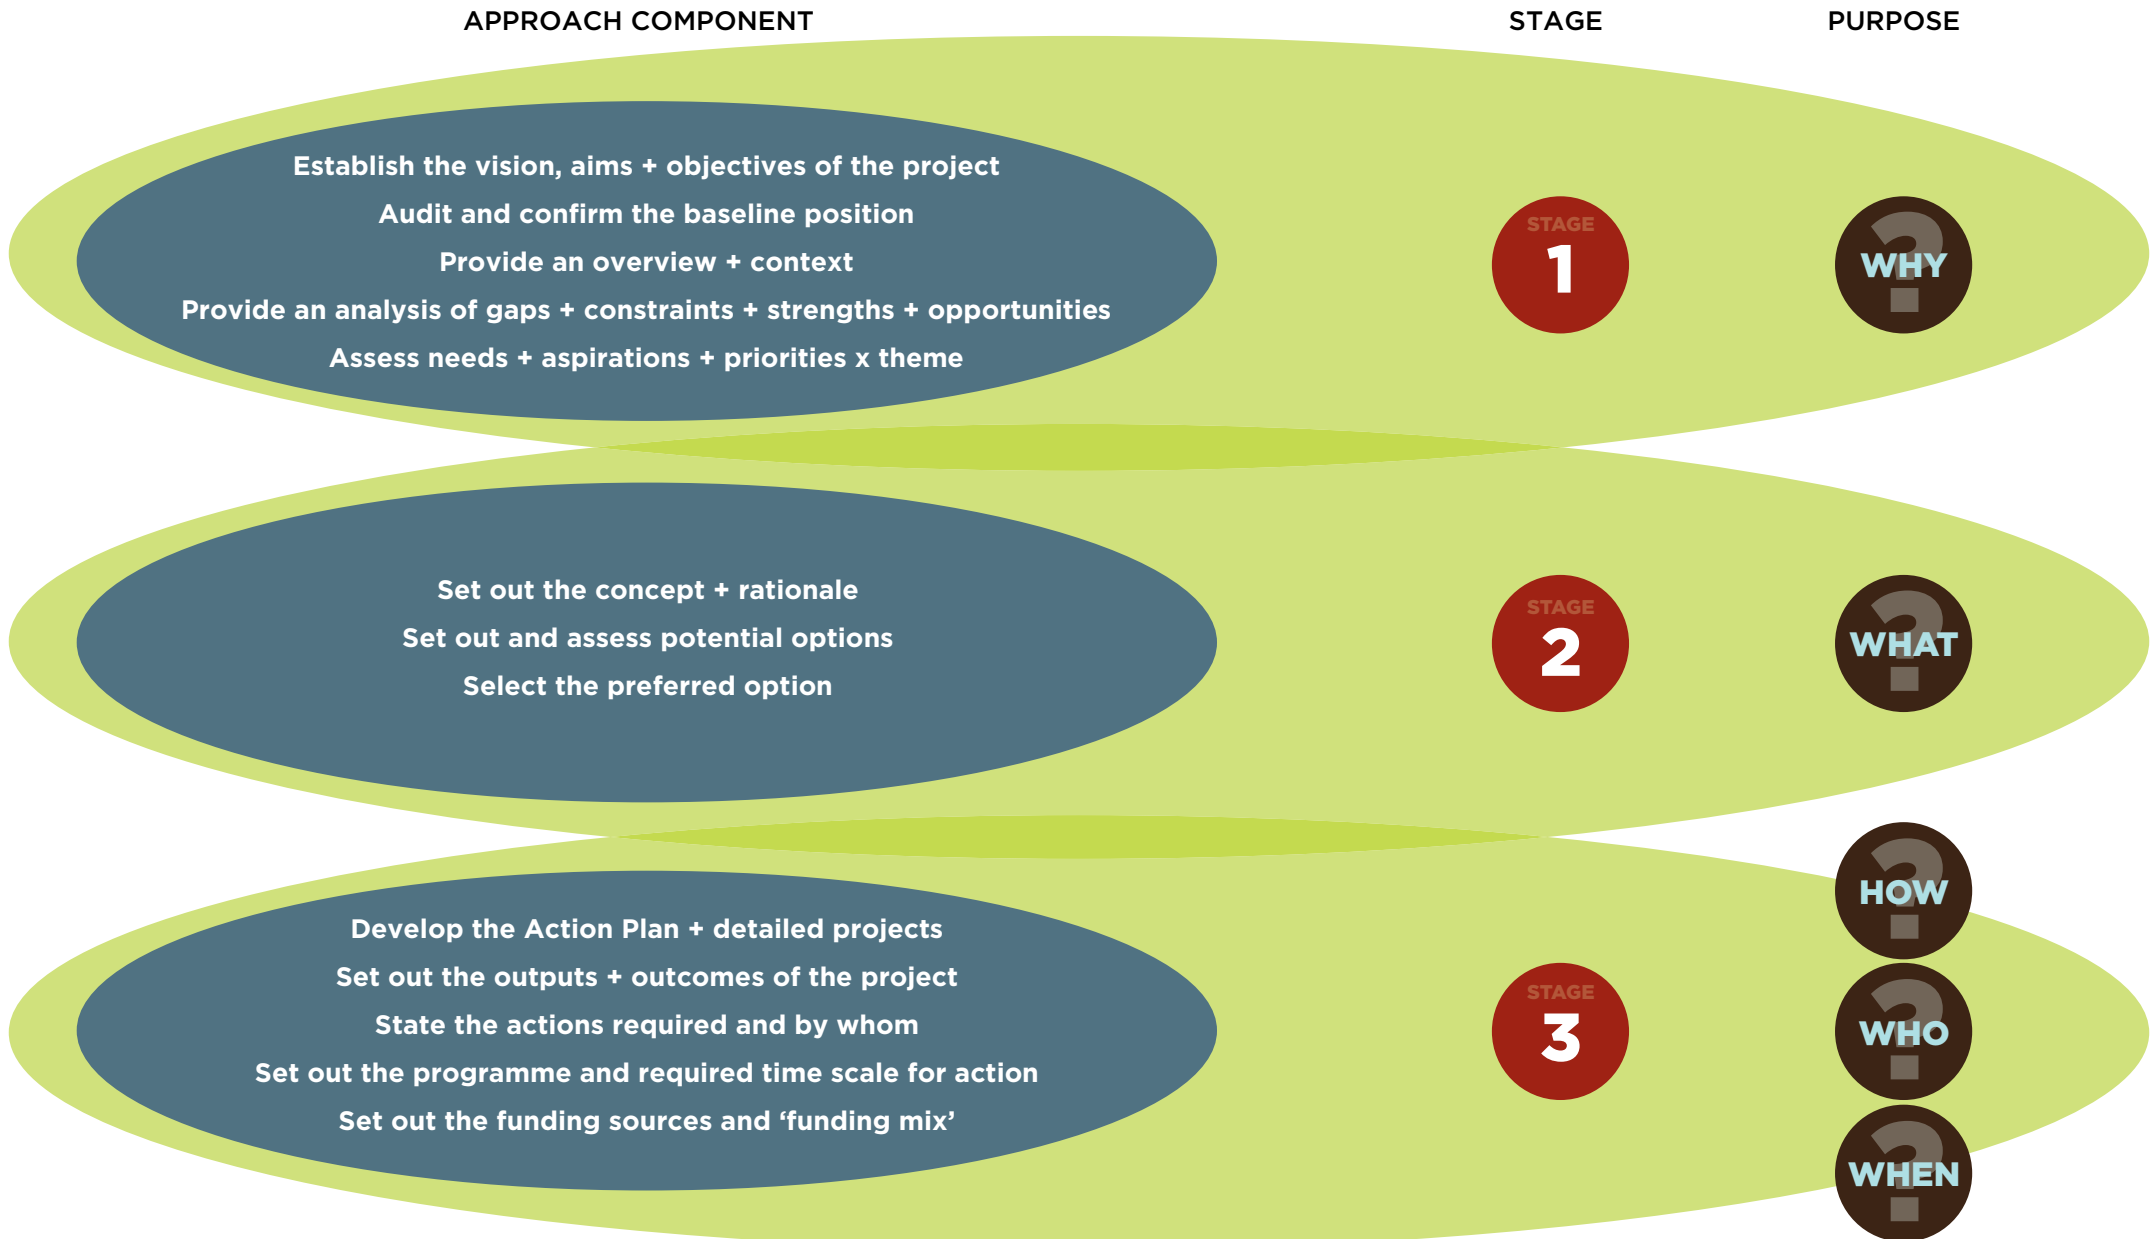 APPROACH COMPONENT STAGE PURPOSE
Establish the vision, aims + objectives of the project
Audit and confirm the baseline position
Provide an overview + context
Provide an analysis of gaps + constraints + strengths + opportunities
Assess needs + aspirations + priorities x theme
STAGE
1
?
WHY
Set out the concept + rationale
Set out and assess potential options
Select the preferred option
STAGE
2
?
WHAT
Develop the Action Plan + detailed projects
Set out the outputs + outcomes of the project
State the actions required and by whom
Set out the programme and required time scale for action
Set out the funding sources and ‘funding mix’
STAGE
3
?
HOW
?
WHO
?
WHEN